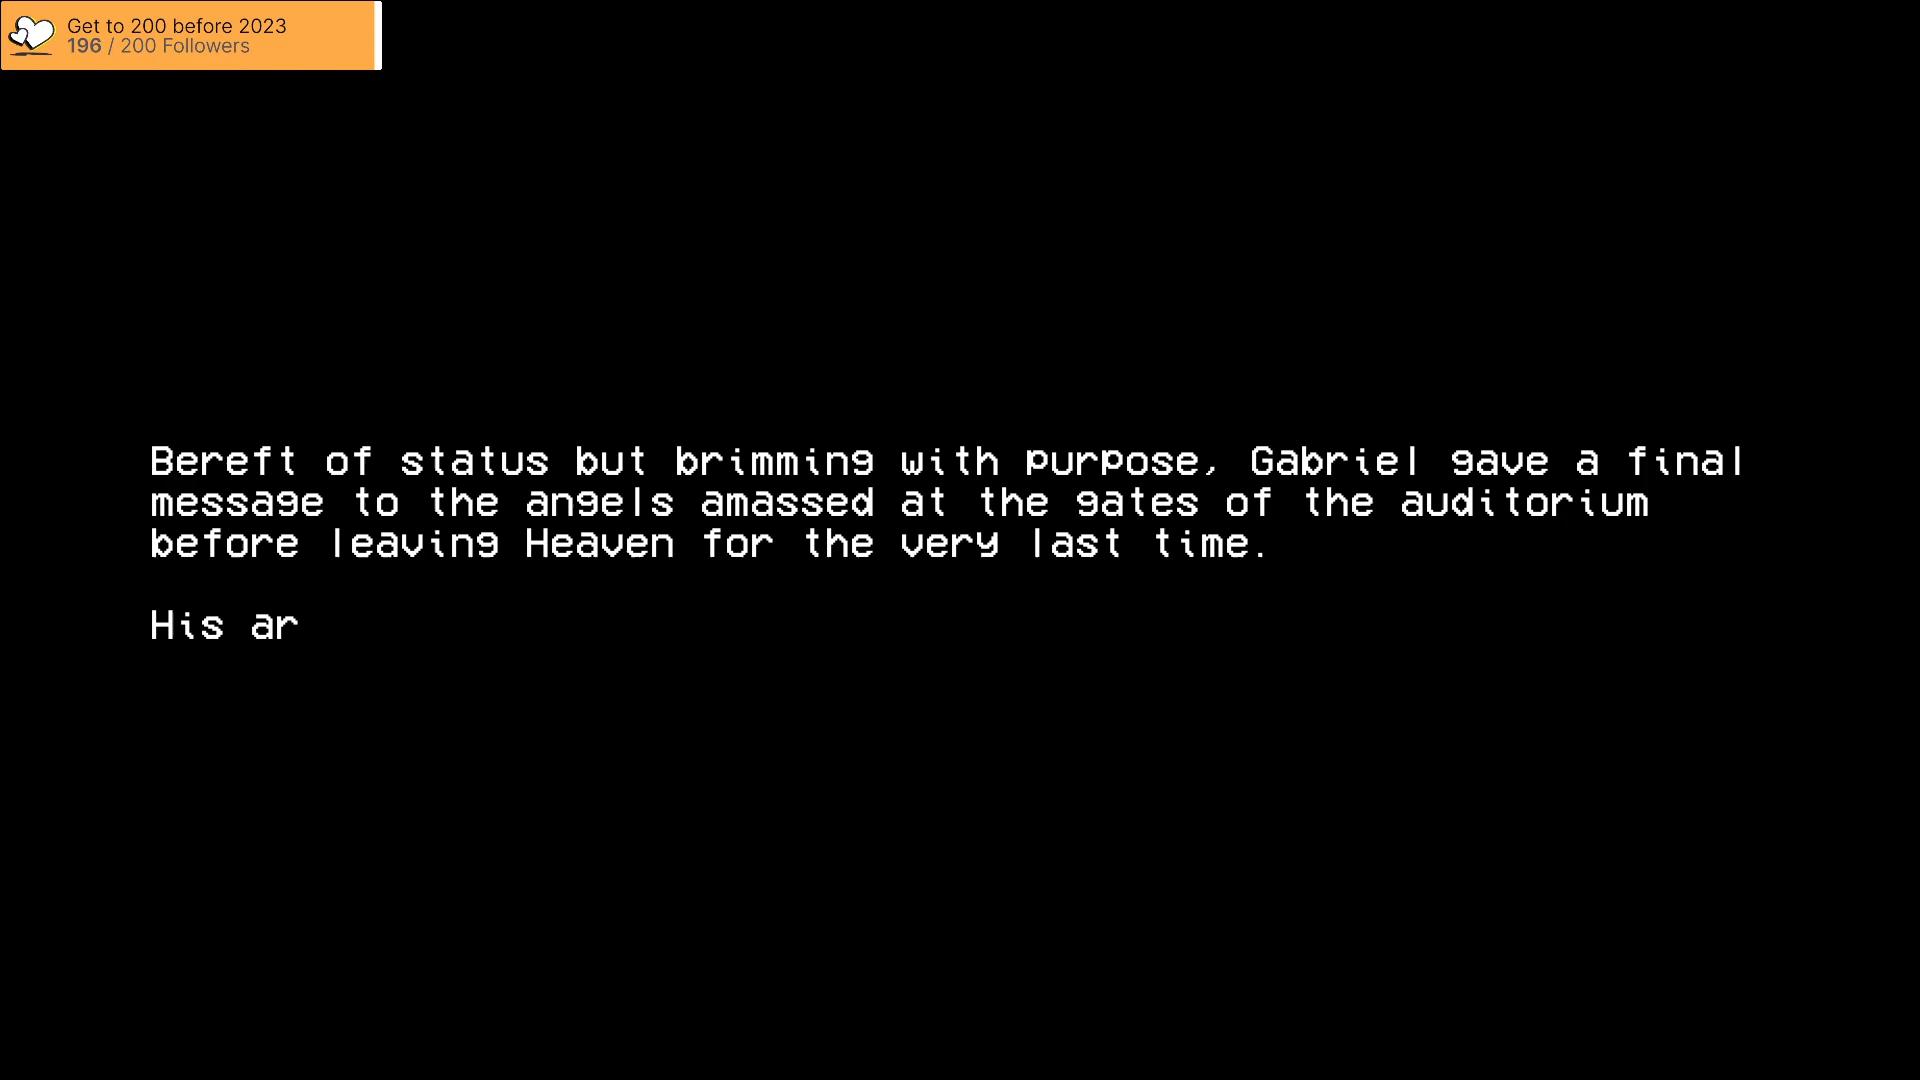 Get to 200 before 2023
196 / 200 Followers
Bereft of status but brimming with purpose, Gabriel gave a final
message to the angels amassed at the gates of the auditorium
before leaving Heaven for the very last time.
His ar